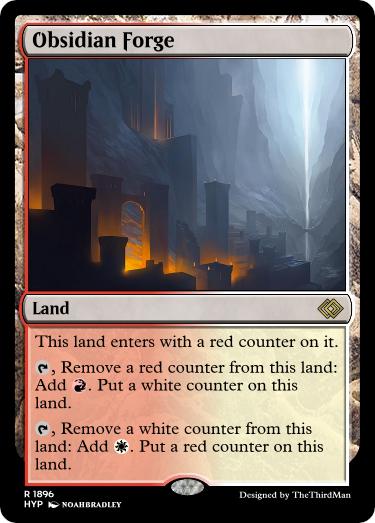 Obsidian Forge
Land
This land enters with a red counter on it.
, Remove a red counter from this land:
Add . Put a white counter on this
land.
, Remove a white counter from this
land: Add . Put a red counter on this
land.
R 1896
HYP NOAHBRADLEY
Designed by TheThirdMan